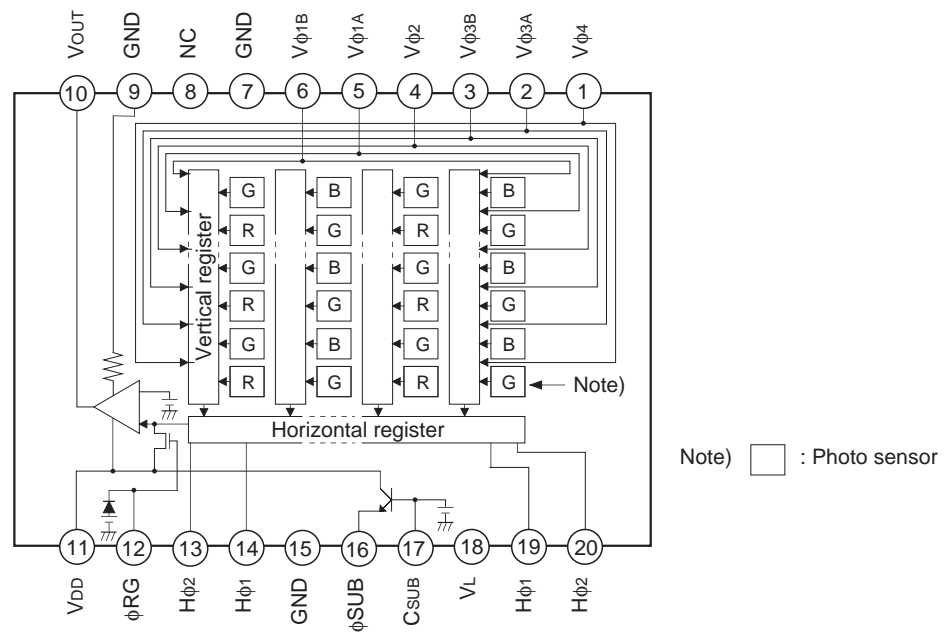 VOUT GND NC GND Vϕ1B Vϕ1A Vϕ2 Vϕ3B Vϕ3A Vϕ4
10 9 8 7 6 5 4 3 2 1
G B G B
R G R G
G B G B
R G R G
G B G B
R G R G
Vertical register
Note)
Horizontal register
Note) : Photo sensor
11 12 13 14 15 16 17 18 19 20
VDD ϕRG Hϕ2 Hϕ1 GND ϕSUB CSUB VL Hϕ1 Hϕ2